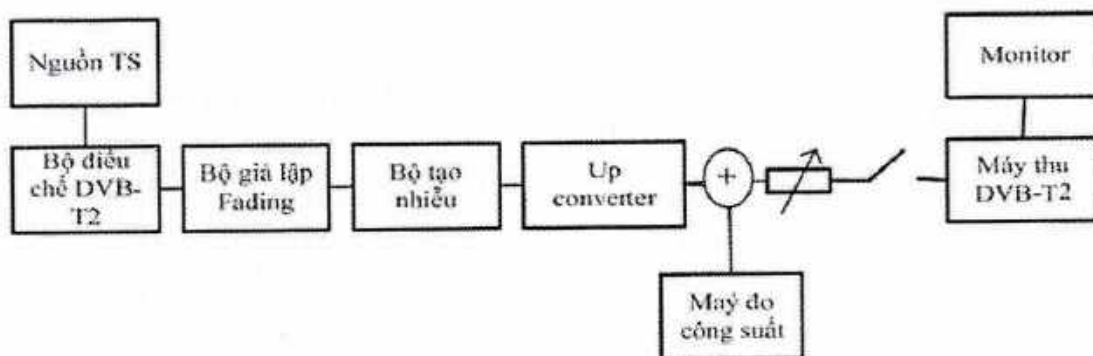 Nguồn TS
Monitor
Bộ điều
chế DVB-
T2
Bộ giả lập
Fading
Bộ tạo
nhiễu
Up
converter
+
Máy thu
DVB-T2
Maý đo
công suất